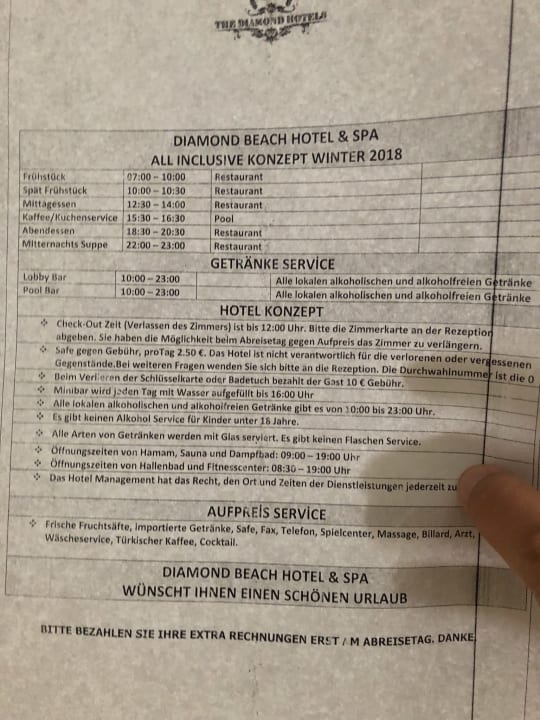 THE DIAMOND HOTELS
DIAMOND BEACH HOTEL & SPA
ALL INCLUSIVE KONZEPT WINTER 2018
Frühstück 07:00 – 10:00 Restaurant
Spät Frühstück 10:00 – 10:30 Restaurant
Mittagessen 12:30 – 14:00 Restaurant
Kaffee/Kuchenservice 15:30 – 16:30 Pool
Abendessen 18:30 – 20:30 Restaurant
Mitternachts Suppe 22:00 – 23:00 Restaurant
GETRÄNKE SERVİCE
Lobby Bar 10:00 – 23:00 Alle lokalen alkoholischen und alkoholfreien Getränke
Pool Bar 10:00 – 23:00 Alle lokalen alkoholischen und alkoholfreien Getränke
HOTEL KONZEPT
❖ Check-Out Zeit (Verlassen des Zimmers) ist bis 12:00 Uhr. Bitte die Zimmerkarte an der Rezeption
abgeben. Sie haben die Möglichkeit beim Abreisetag gegen Aufpreis das Zimmer zu verlängern.
❖ Safe gegen Gebühr, proTag 2.50 €. Das Hotel ist nicht verantwortlich für die verlorenen oder vergessenen
Gegenstände.Bei weiteren Fragen wenden Sie sich bitte an die Rezeption. Die Durchwahlnummer ist die 0
❖ Beim Verlieren der Schlüsselkarte oder Badetuch bezahlt der Gast 10 € Gebühr.
❖ Minibar wird jeden Tag mit Wasser aufgefüllt bis 16:00 Uhr
❖ Alle lokalen alkoholischen und alkoholfreien Getränke gibt es von 10:00 bis 23:00 Uhr.
❖ Es gibt keinen Alkohol Service für Kinder unter 18 Jahre.
❖ Alle Arten von Getränken werden mit Glas serviert. Es gibt keinen Flaschen Service.
❖ Öffnungszeiten von Hamam, Sauna und Dampfbad: 09:00 – 19:00 Uhr
❖ Öffnungszeiten von Hallenbad und Fitnesscenter: 08:30 – 19:00 Uhr
❖ Das Hotel Management hat das Recht, den Ort und Zeiten der Dienstleistungen jederzeit zu
AUFPREİS SERVİCE
❖ Frische Fruchtsäfte, Importierte Getränke, Safe, Fax, Telefon, Spielcenter, Massage, Billard, Arzt,
Wäscheservice, Türkischer Kaffee, Cocktail.
DIAMOND BEACH HOTEL & SPA
WÜNSCHT IHNEN EINEN SCHÖNEN URLAUB
BITTE BEZAHLEN SIE IHRE EXTRA RECHNUNGEN ERST / M ABREISETAG. DANKE